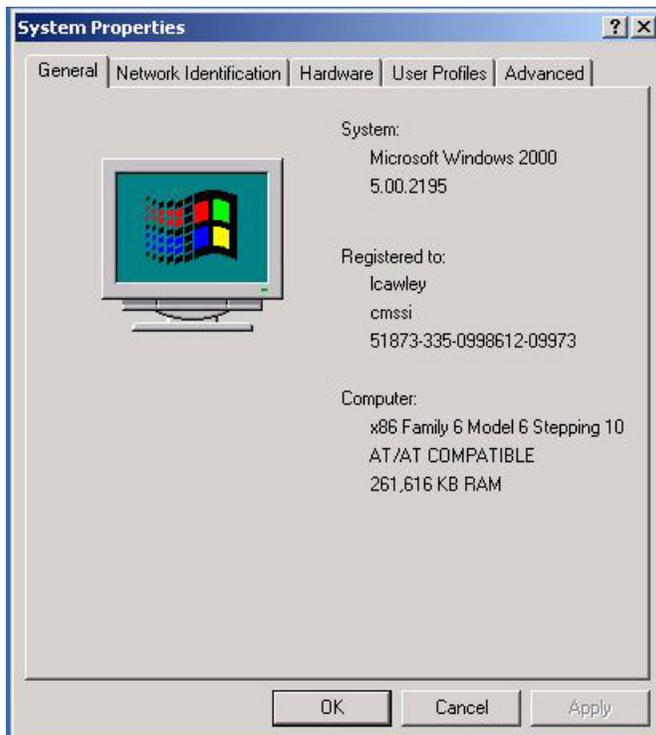 System Properties
General Network Identification Hardware User Profiles Advanced
System:
Microsoft Windows 2000
5.00.2195
Registered to:
lcawley
cmssi
51873-335-0998612-09973
Computer:
x86 Family 6 Model 6 Stepping 10
AT/AT COMPATIBLE
261,616 KB RAM
OK Cancel Apply